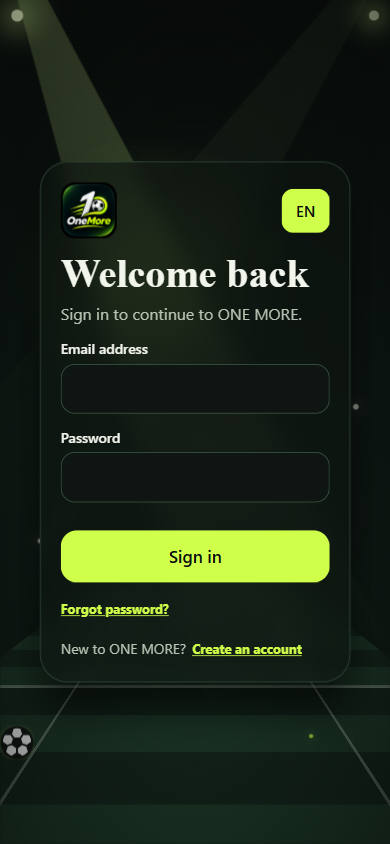 OneMore
EN
Welcome back
Sign in to continue to ONE MORE.
Email address
Password
Sign in
Forgot password?
New to ONE MORE? Create an account